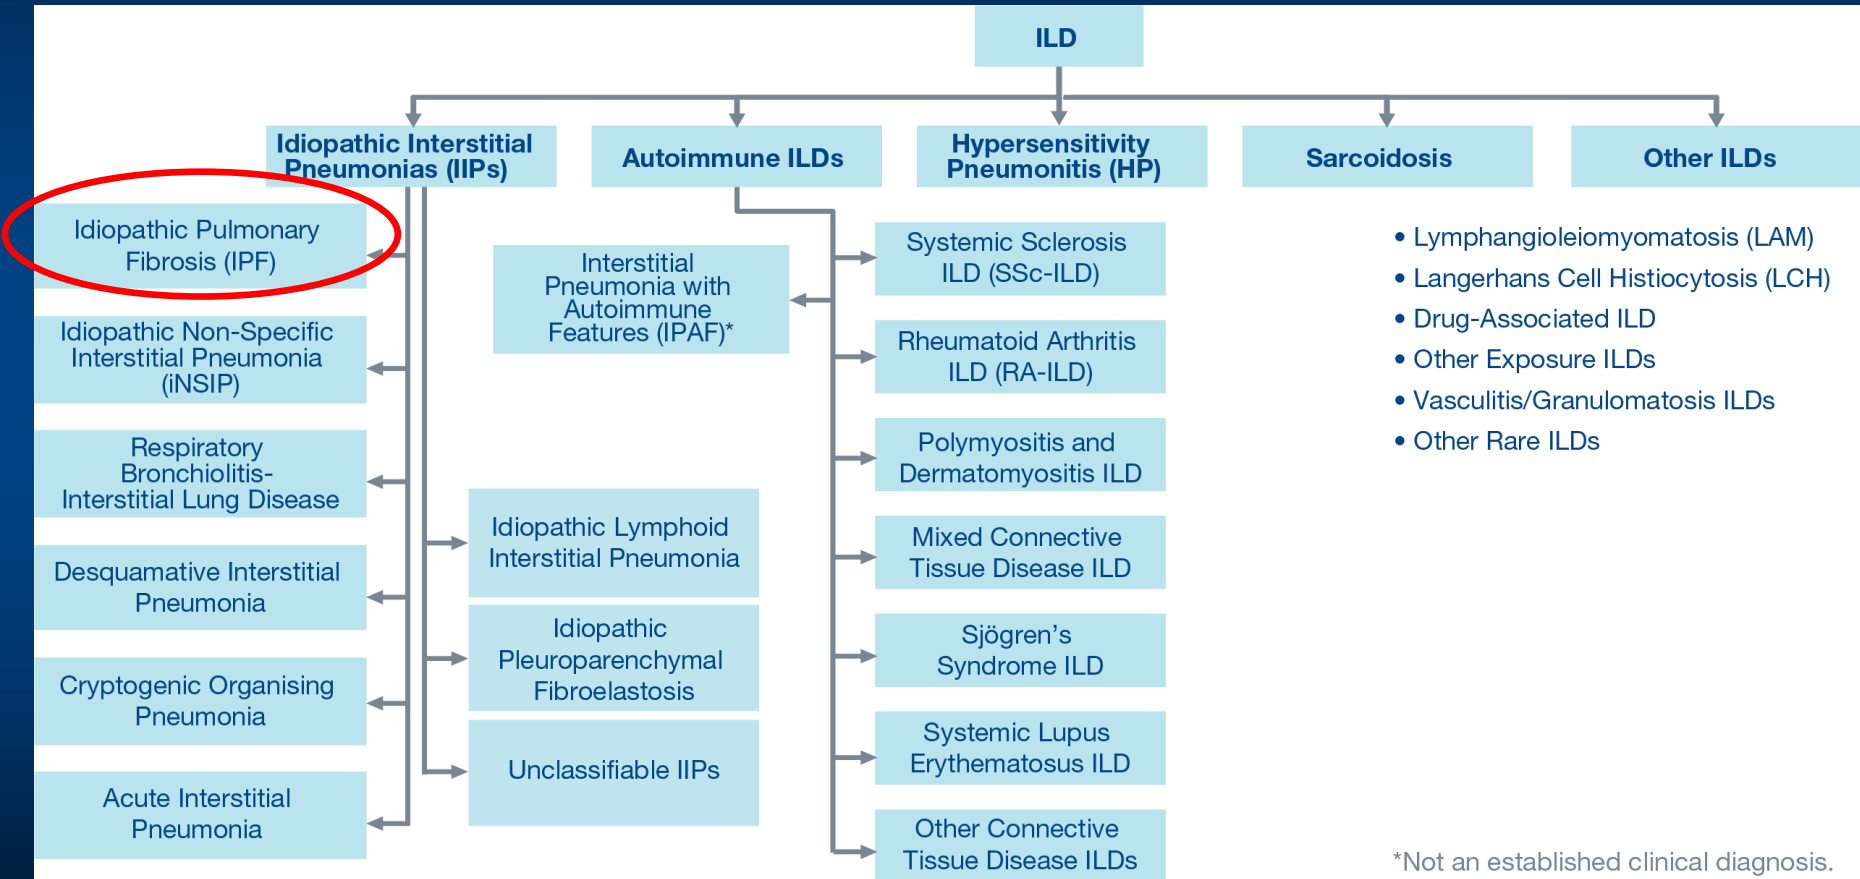 ILD
Idiopathic Interstitial
Pneumonias (IIPs)
Autoimmune ILDs
Hypersensitivity
Pneumonitis (HP)
Sarcoidosis
Other ILDs
Idiopathic Pulmonary
Fibrosis (IPF)
Idiopathic Non-Specific
Interstitial Pneumonia
(iNSIP)
Respiratory
Bronchiolitis-
Interstitial Lung Disease
Desquamative Interstitial
Pneumonia
Cryptogenic Organising
Pneumonia
Acute Interstitial
Pneumonia
Idiopathic Lymphoid
Interstitial Pneumonia
Idiopathic
Pleuroparenchymal
Fibroelastosis
Unclassifiable IIPs
Interstitial
Pneumonia with
Autoimmune
Features (IPAF)*
Systemic Sclerosis
ILD (SSc-ILD)
Rheumatoid Arthritis
ILD (RA-ILD)
Polymyositis and
Dermatomyositis ILD
Mixed Connective
Tissue Disease ILD
Sjögren’s
Syndrome ILD
Systemic Lupus
Erythematosus ILD
Other Connective
Tissue Disease ILDs
• Lymphangioleiomyomatosis (LAM)
• Langerhans Cell Histiocytosis (LCH)
• Drug-Associated ILD
• Other Exposure ILDs
• Vasculitis/Granulomatosis ILDs
• Other Rare ILDs
*Not an established clinical diagnosis.